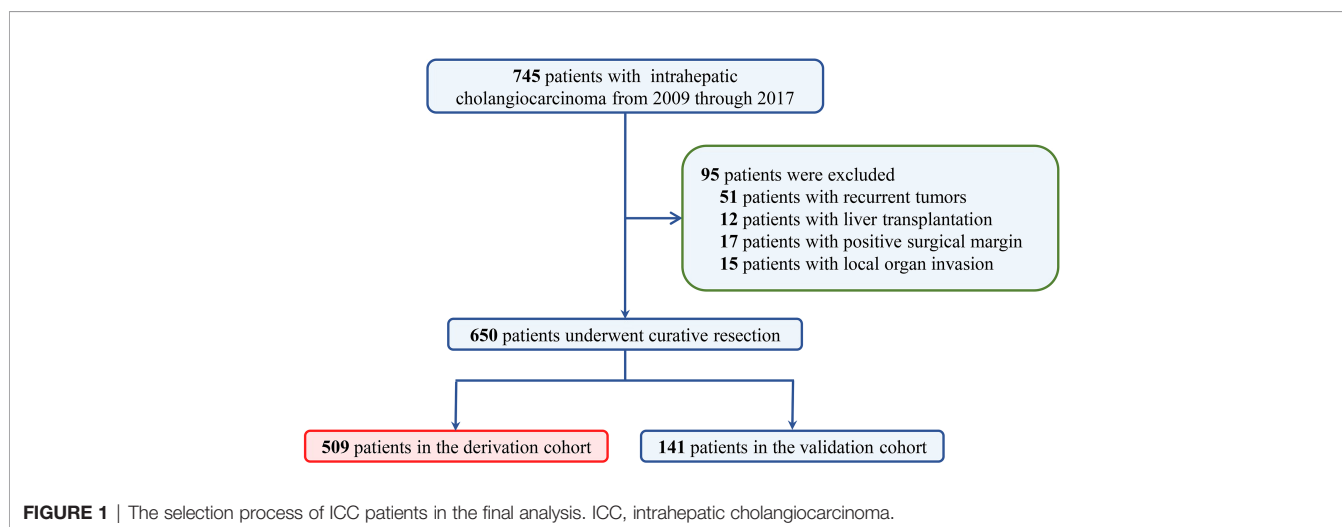 745 patients with intrahepatic
cholangiocarcinoma from 2009 through 2017
95 patients were excluded
51 patients with recurrent tumors
12 patients with liver transplantation
17 patients with positive surgical margin
15 patients with local organ invasion
650 patients underwent curative resection
509 patients in the derivation cohort
141 patients in the validation cohort
FIGURE 1 | The selection process of ICC patients in the final analysis. ICC, intrahepatic cholangiocarcinoma.